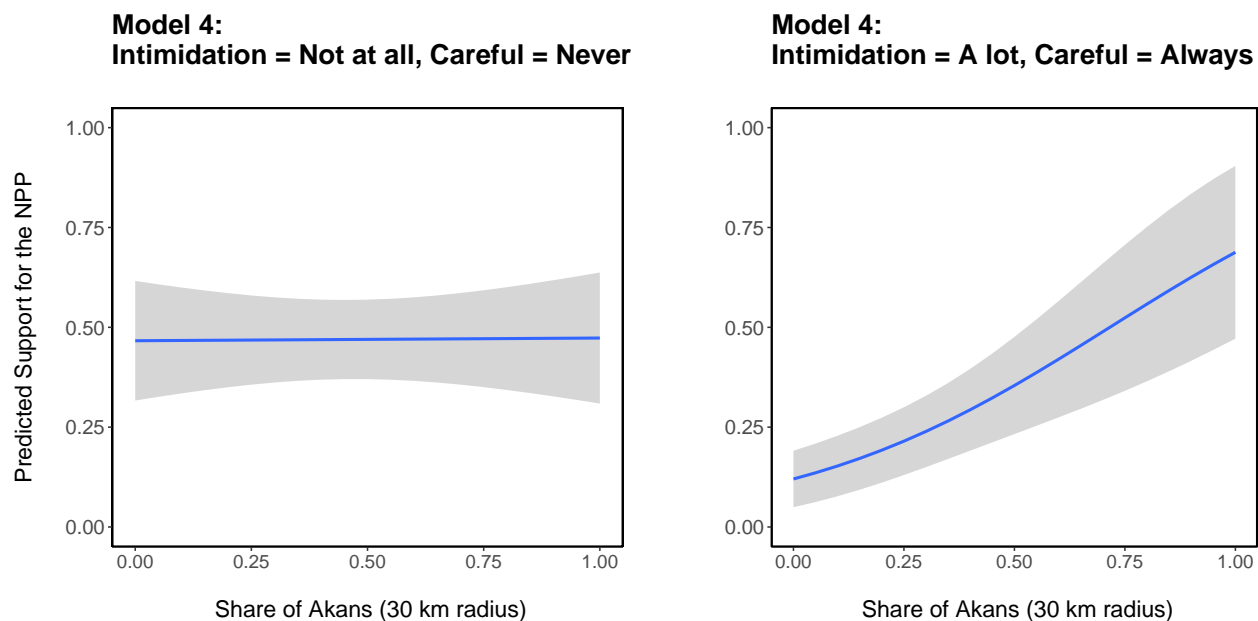 Model 4:
Intimidation = Not at all, Careful = Never
Predicted Support for the NPP
1.00
0.75
0.50
0.25
0.00
0.00 0.25 0.50 0.75 1.00
Share of Akans (30 km radius)
Model 4:
Intimidation = A lot, Careful = Always
1.00
0.75
0.50
0.25
0.00
0.00 0.25 0.50 0.75 1.00
Share of Akans (30 km radius)